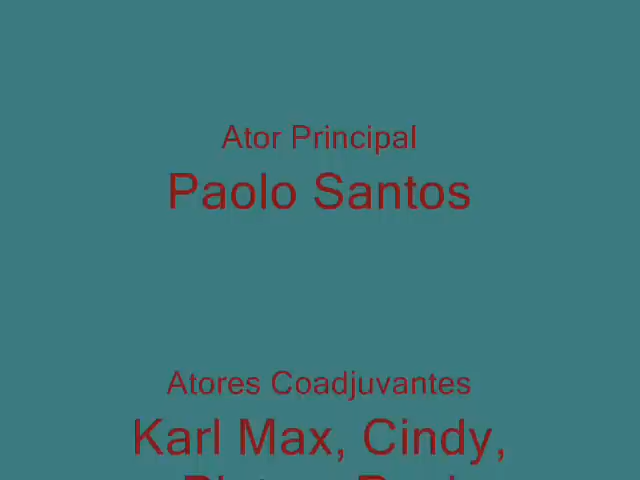 Ator Principal
Paolo Santos
Atores Coadjuvantes
Karl Max, Cindy,